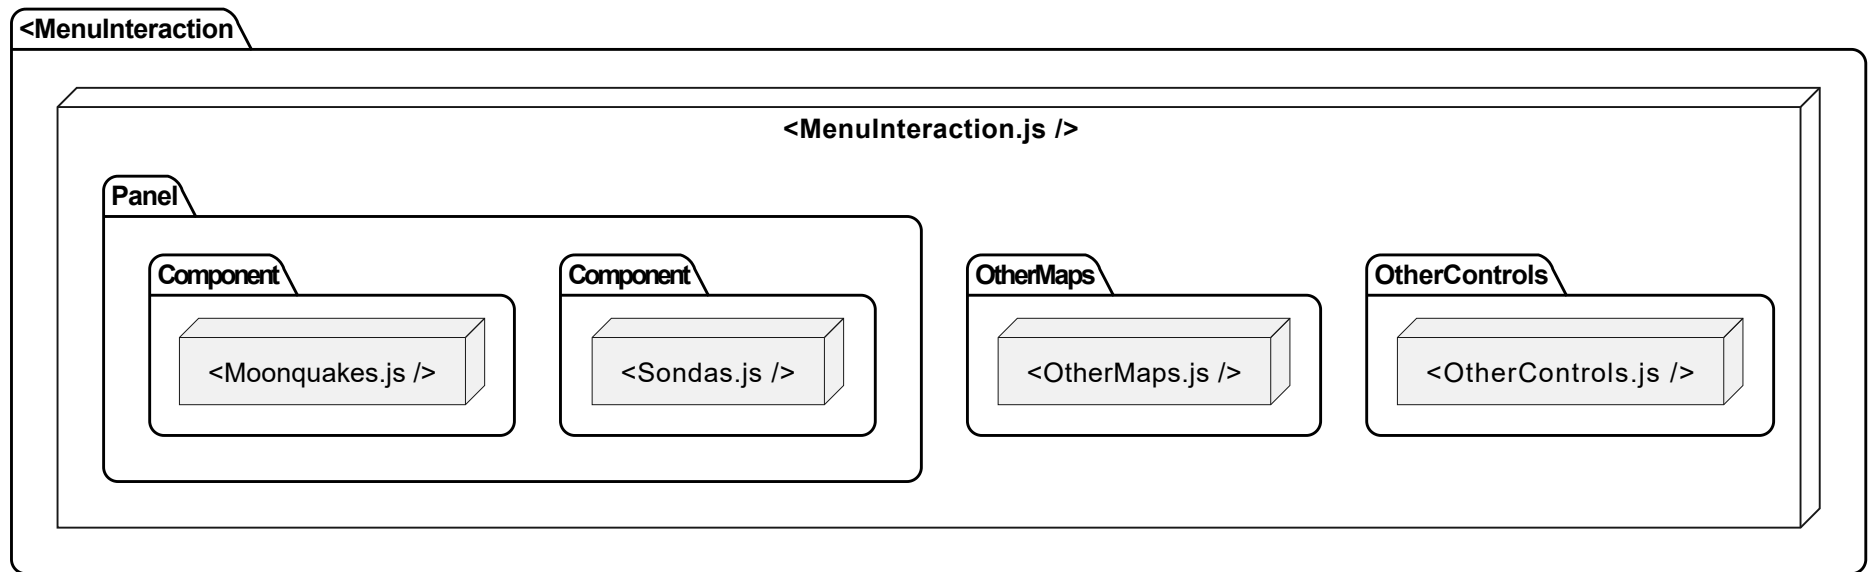 <MenuInteraction
<MenuInteraction.js />
Panel
Component
Component
OtherMaps
OtherControls
<Moonquakes.js />
<Sondas.js />
<OtherMaps.js />
<OtherControls.js />